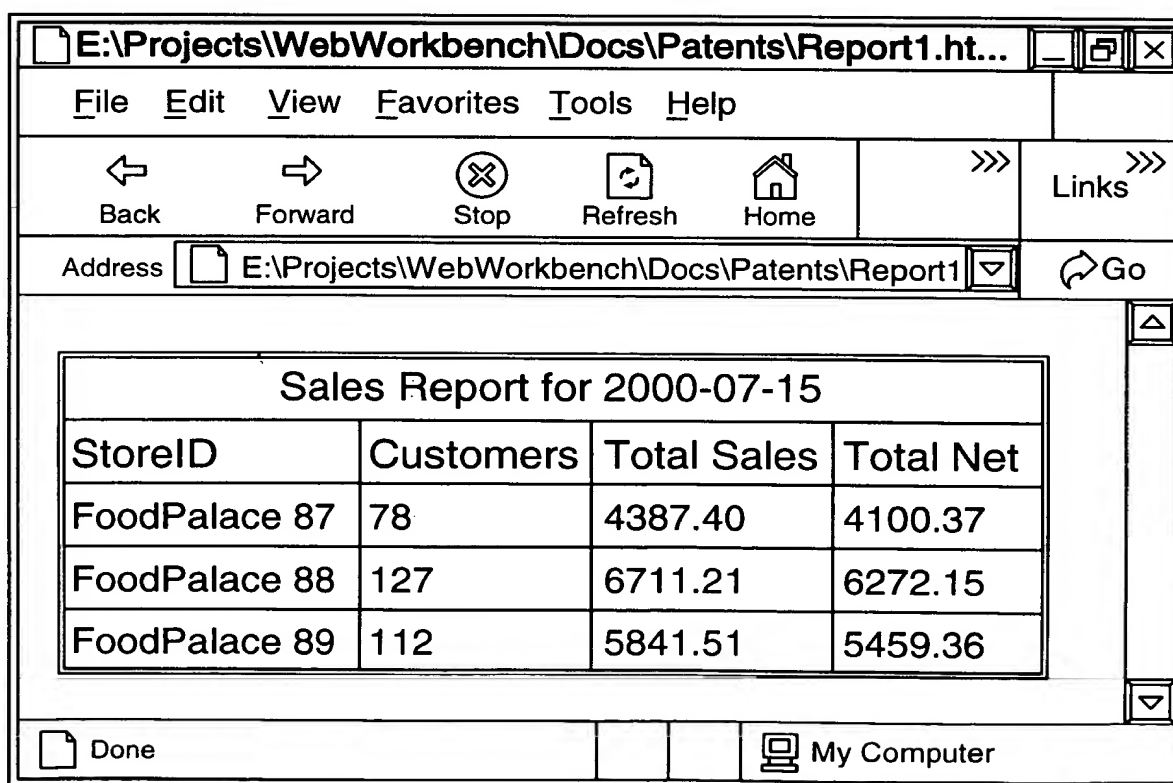 E:\Projects\WebWorkbench\Docs\Patents\Report1.ht...
File Edit View Favorites Tools Help
Back Forward Stop Refresh Home >>> Links >>>
Address E:\Projects\WebWorkbench\Docs\Patents\Report1 Go
Sales Report for 2000-07-15
StoreID Customers Total Sales Total Net
FoodPalace 87 78 4387.40 4100.37
FoodPalace 88 127 6711.21 6272.15
FoodPalace 89 112 5841.51 5459.36
Done My Computer